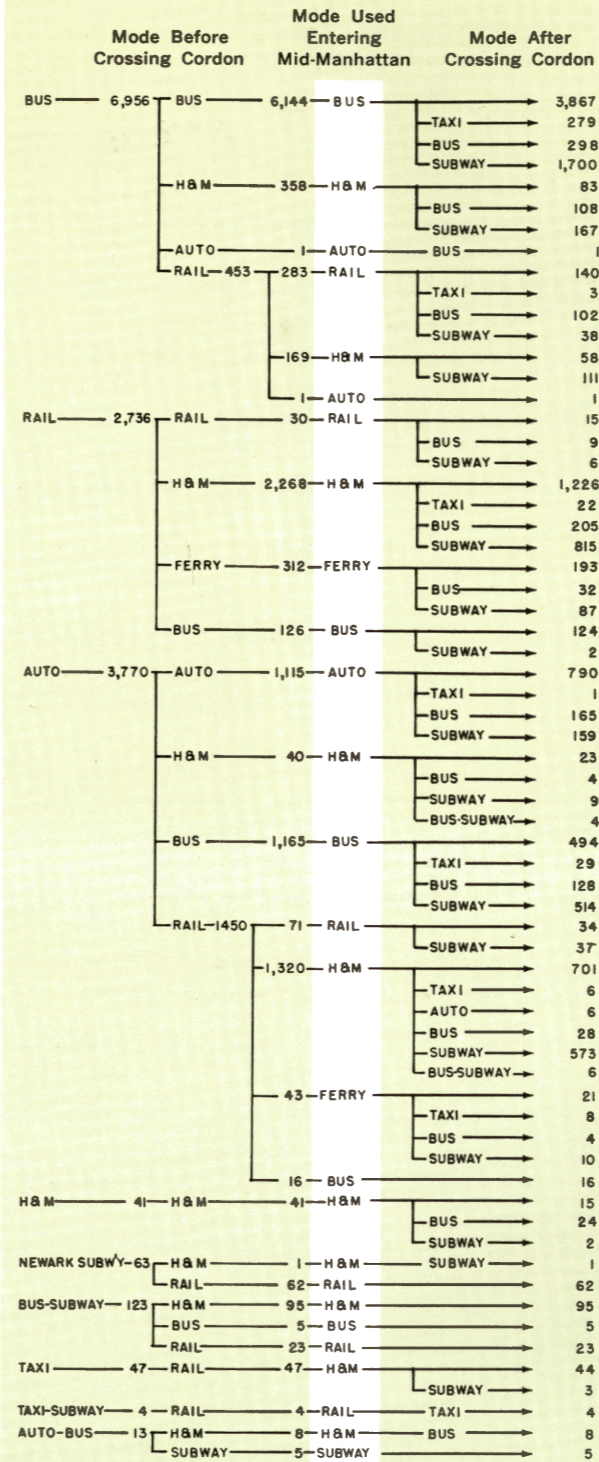 Mode Before Crossing Cordon
Mode Used Entering Mid-Manhattan
Mode After Crossing Cordon
BUS 6,956 BUS 6,144 BUS 3,867
TAXI 279
BUS 298
SUBWAY 1,700
H&M 358 H&M 83
BUS 108
SUBWAY 167
AUTO 1 AUTO BUS 1
RAIL 453 283 RAIL 140
TAXI 3
BUS 102
SUBWAY 38
169 H&M 58
SUBWAY 111
1 AUTO 1
RAIL 2,736 RAIL 30 RAIL 15
BUS 9
SUBWAY 6
H&M 2,268 H&M 1,226
TAXI 22
BUS 205
SUBWAY 815
FERRY 312 FERRY 193
BUS 32
SUBWAY 87
BUS 126 BUS 124
SUBWAY 2
AUTO 3,770 AUTO 1,115 AUTO 790
TAXI 1
BUS 165
SUBWAY 159
H&M 40 H&M 23
BUS 4
SUBWAY 9
BUS-SUBWAY 4
BUS 1,165 BUS 494
TAXI 29
BUS 128
SUBWAY 514
RAIL 1450 71 RAIL 34
SUBWAY 37
1,320 H&M 701
TAXI 6
AUTO 6
BUS 28
SUBWAY 573
BUS-SUBWAY 6
43 FERRY 21
TAXI 8
BUS 4
SUBWAY 10
16 BUS 16
H&M 41 H&M 41 H&M 15
BUS 24
SUBWAY 2
NEWARK SUBW'Y 63 H&M 1 H&M SUBWAY 1
RAIL 62 RAIL 62
BUS-SUBWAY 123 H&M 95 H&M 95
BUS 5 BUS 5
RAIL 23 RAIL 23
TAXI 47 RAIL 47 H&M 44
SUBWAY 3
TAXI-SUBWAY 4 RAIL 4 RAIL TAXI 4
AUTO-BUS 13 H&M 8 H&M BUS 8
SUBWAY 5 SUBWAY 5